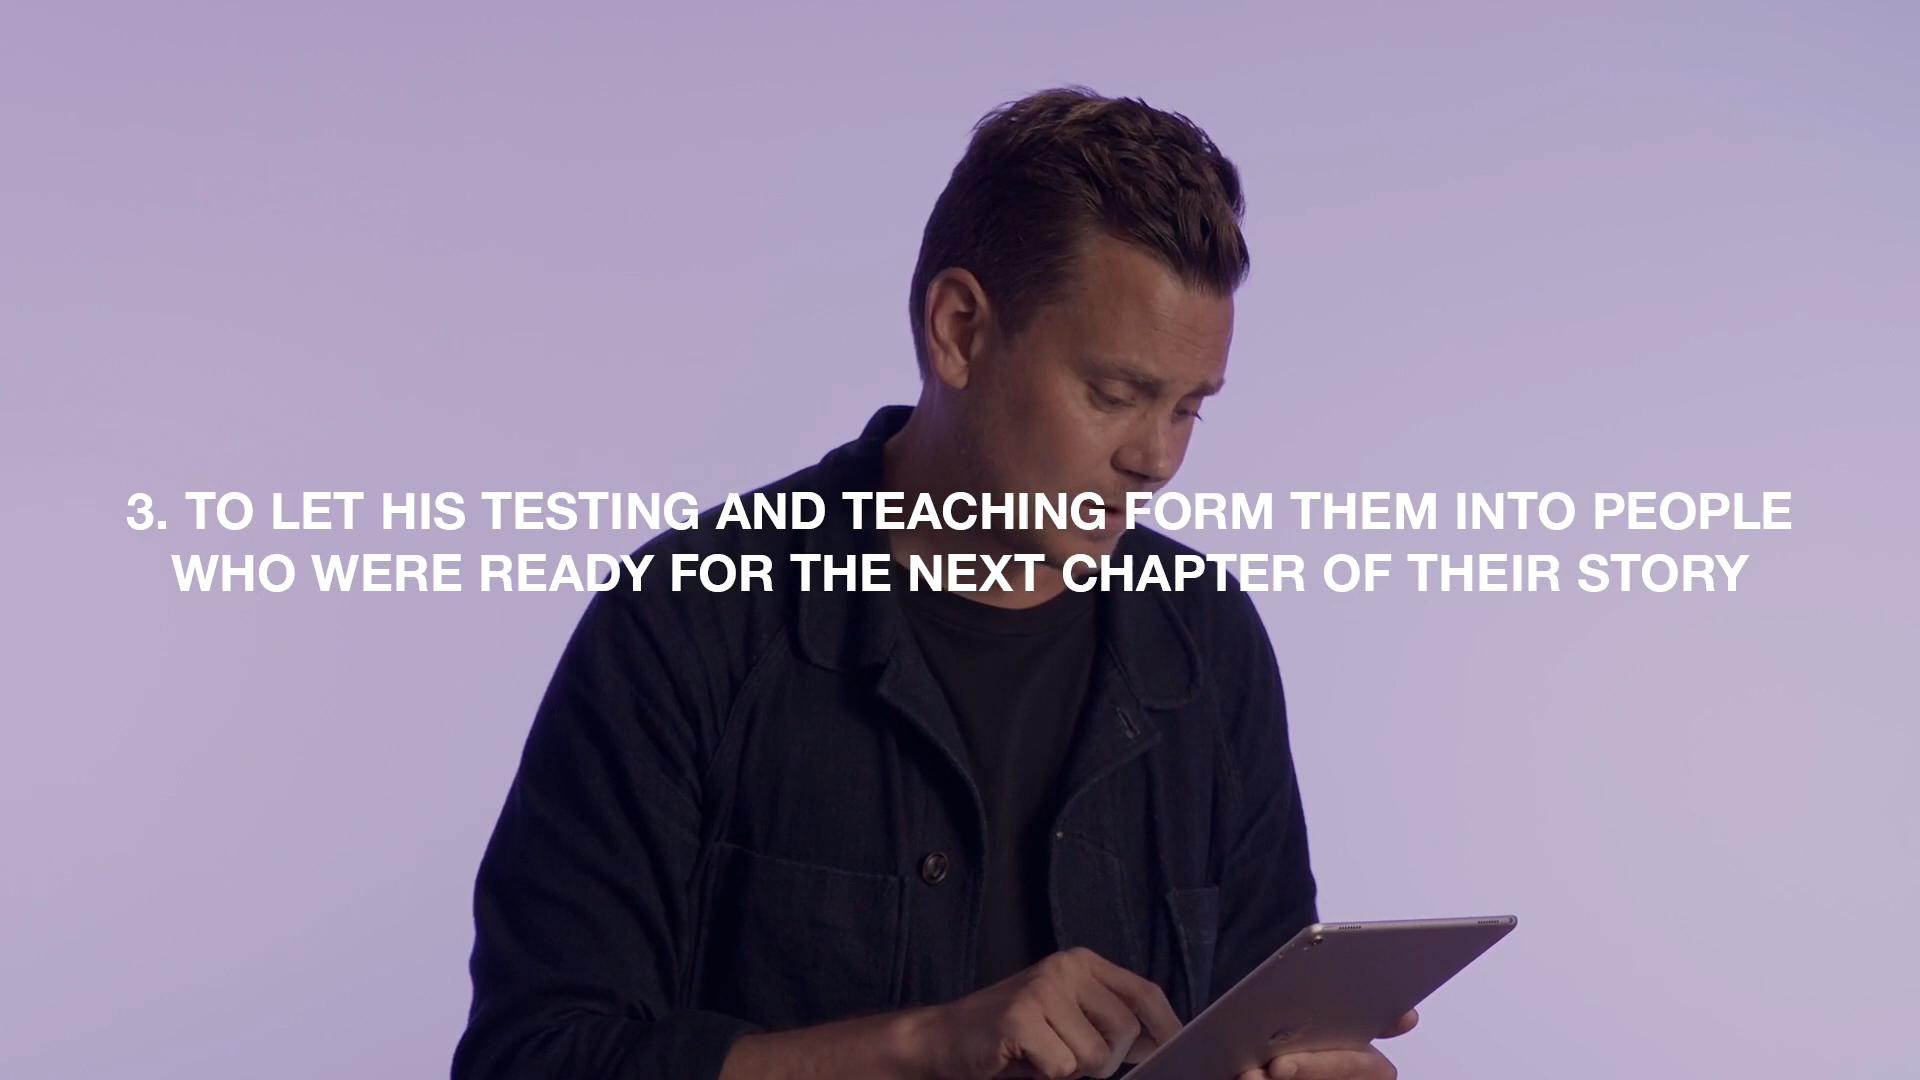 3. TO LET HIS TESTING AND TEACHING FORM THEM INTO PEOPLE
WHO WERE READY FOR THE NEXT CHAPTER OF THEIR STORY